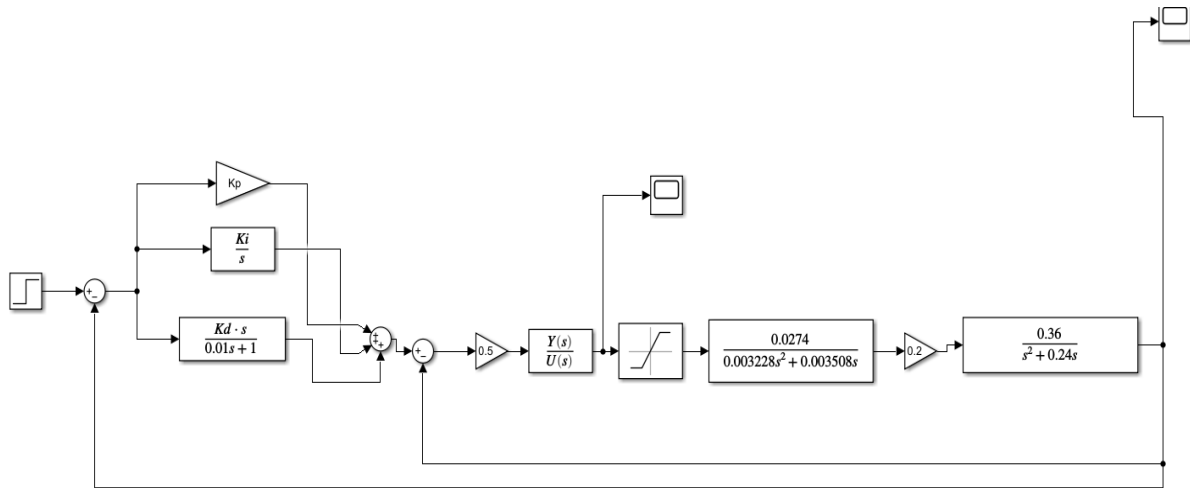 Kp
Ki
s
Kd · s
0.01s + 1
+
−
+
+
+
+
−
0.5
Y(s)
U(s)
0.0274
0.003228s² + 0.003508s
0.2
0.36
s² + 0.24s